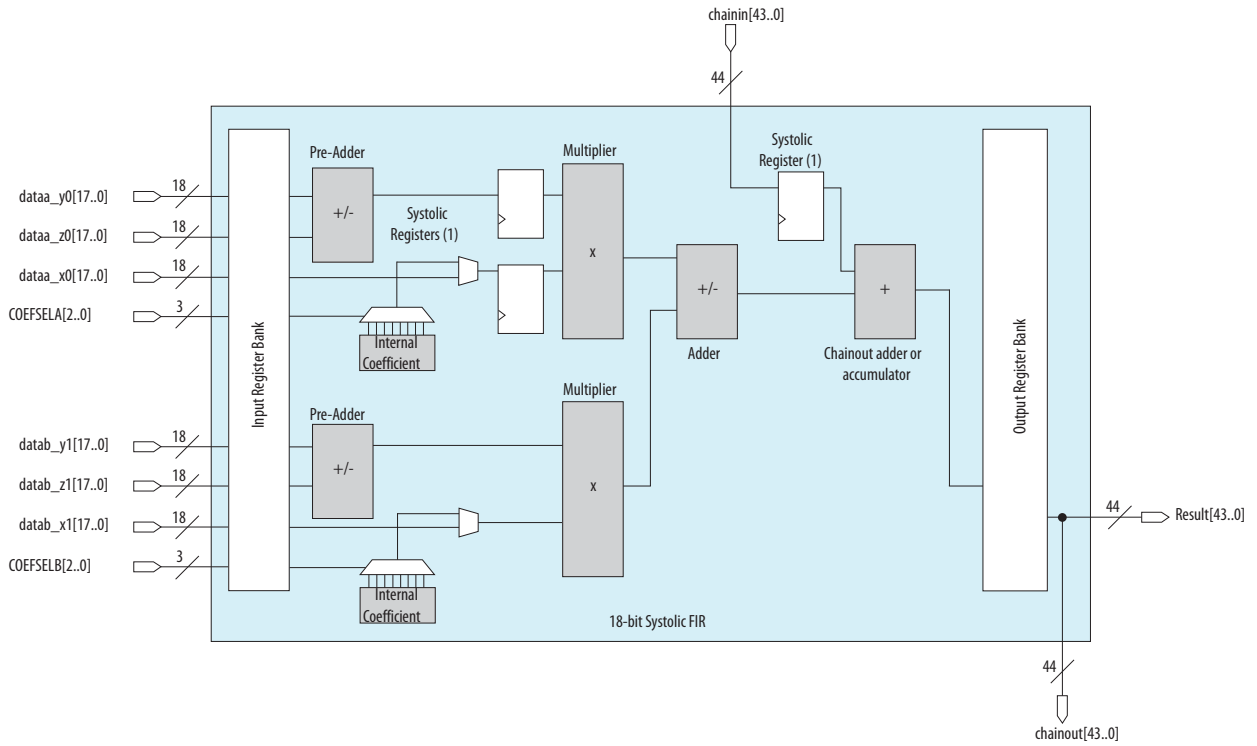 chainin[43..0]
44
Systolic
Register (1)
Pre-Adder
Multiplier
dataa_y0[17..0]
18
+/-
Systolic
Registers (1)
dataa_z0[17..0]
18
dataa_x0[17..0]
18
x
+/-
+
COEFSELA[2..0]
3
Internal
Coefficient
Adder
Chainout adder or
accumulator
Input Register Bank
Output Register Bank
Multiplier
Pre-Adder
datab_y1[17..0]
18
+/-
datab_z1[17..0]
18
x
datab_x1[17..0]
18
44
Result[43..0]
COEFSELB[2..0]
3
Internal
Coefficient
18-bit Systolic FIR
44
chainout[43..0]